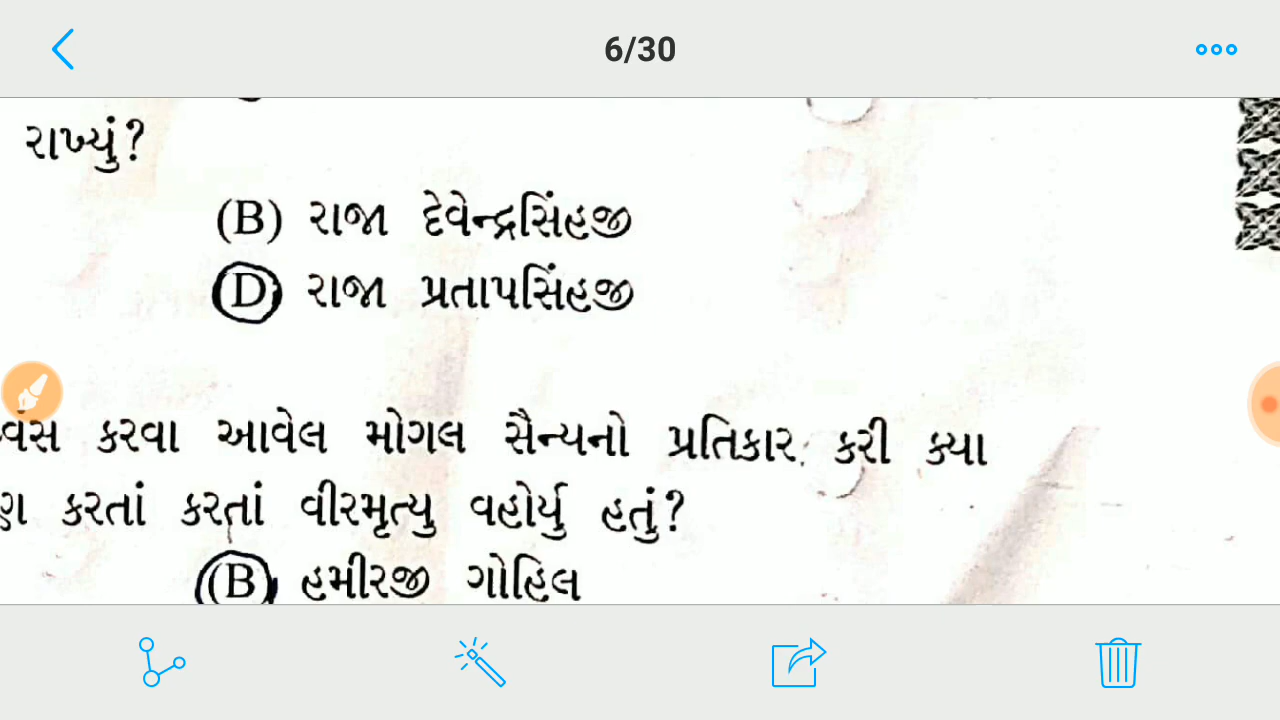 6/30
રાખ્યું?
(B) રાજા દેવેન્દ્રસિંહજી
(D) રાજા પ્રતાપસિંહજી
કરવા આવેલ મોગલ સૈન્યનો પ્રતિકાર કરી ક્યા
કરતાં કરતાં વીરમૃત્યુ વહોર્યુ હતું?
(B) હમીરજી ગોહિલ